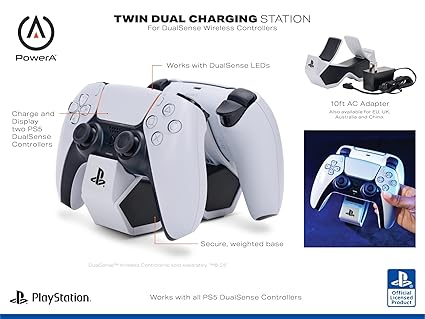 TWIN DUAL CHARGING STATION
For DualSense Wireless Controllers
PowerA
Works with DualSense LEDs
Charge and
Display
two PS5
DualSense
Controllers
10ft AC Adapter
Also available for EU, UK,
Australia and China.
Secure, weighted base
DualSense™ Wireless Controllers sold separately.
PlayStation.
Works with all PS5 DualSense Controllers
Official
Licensed
Product